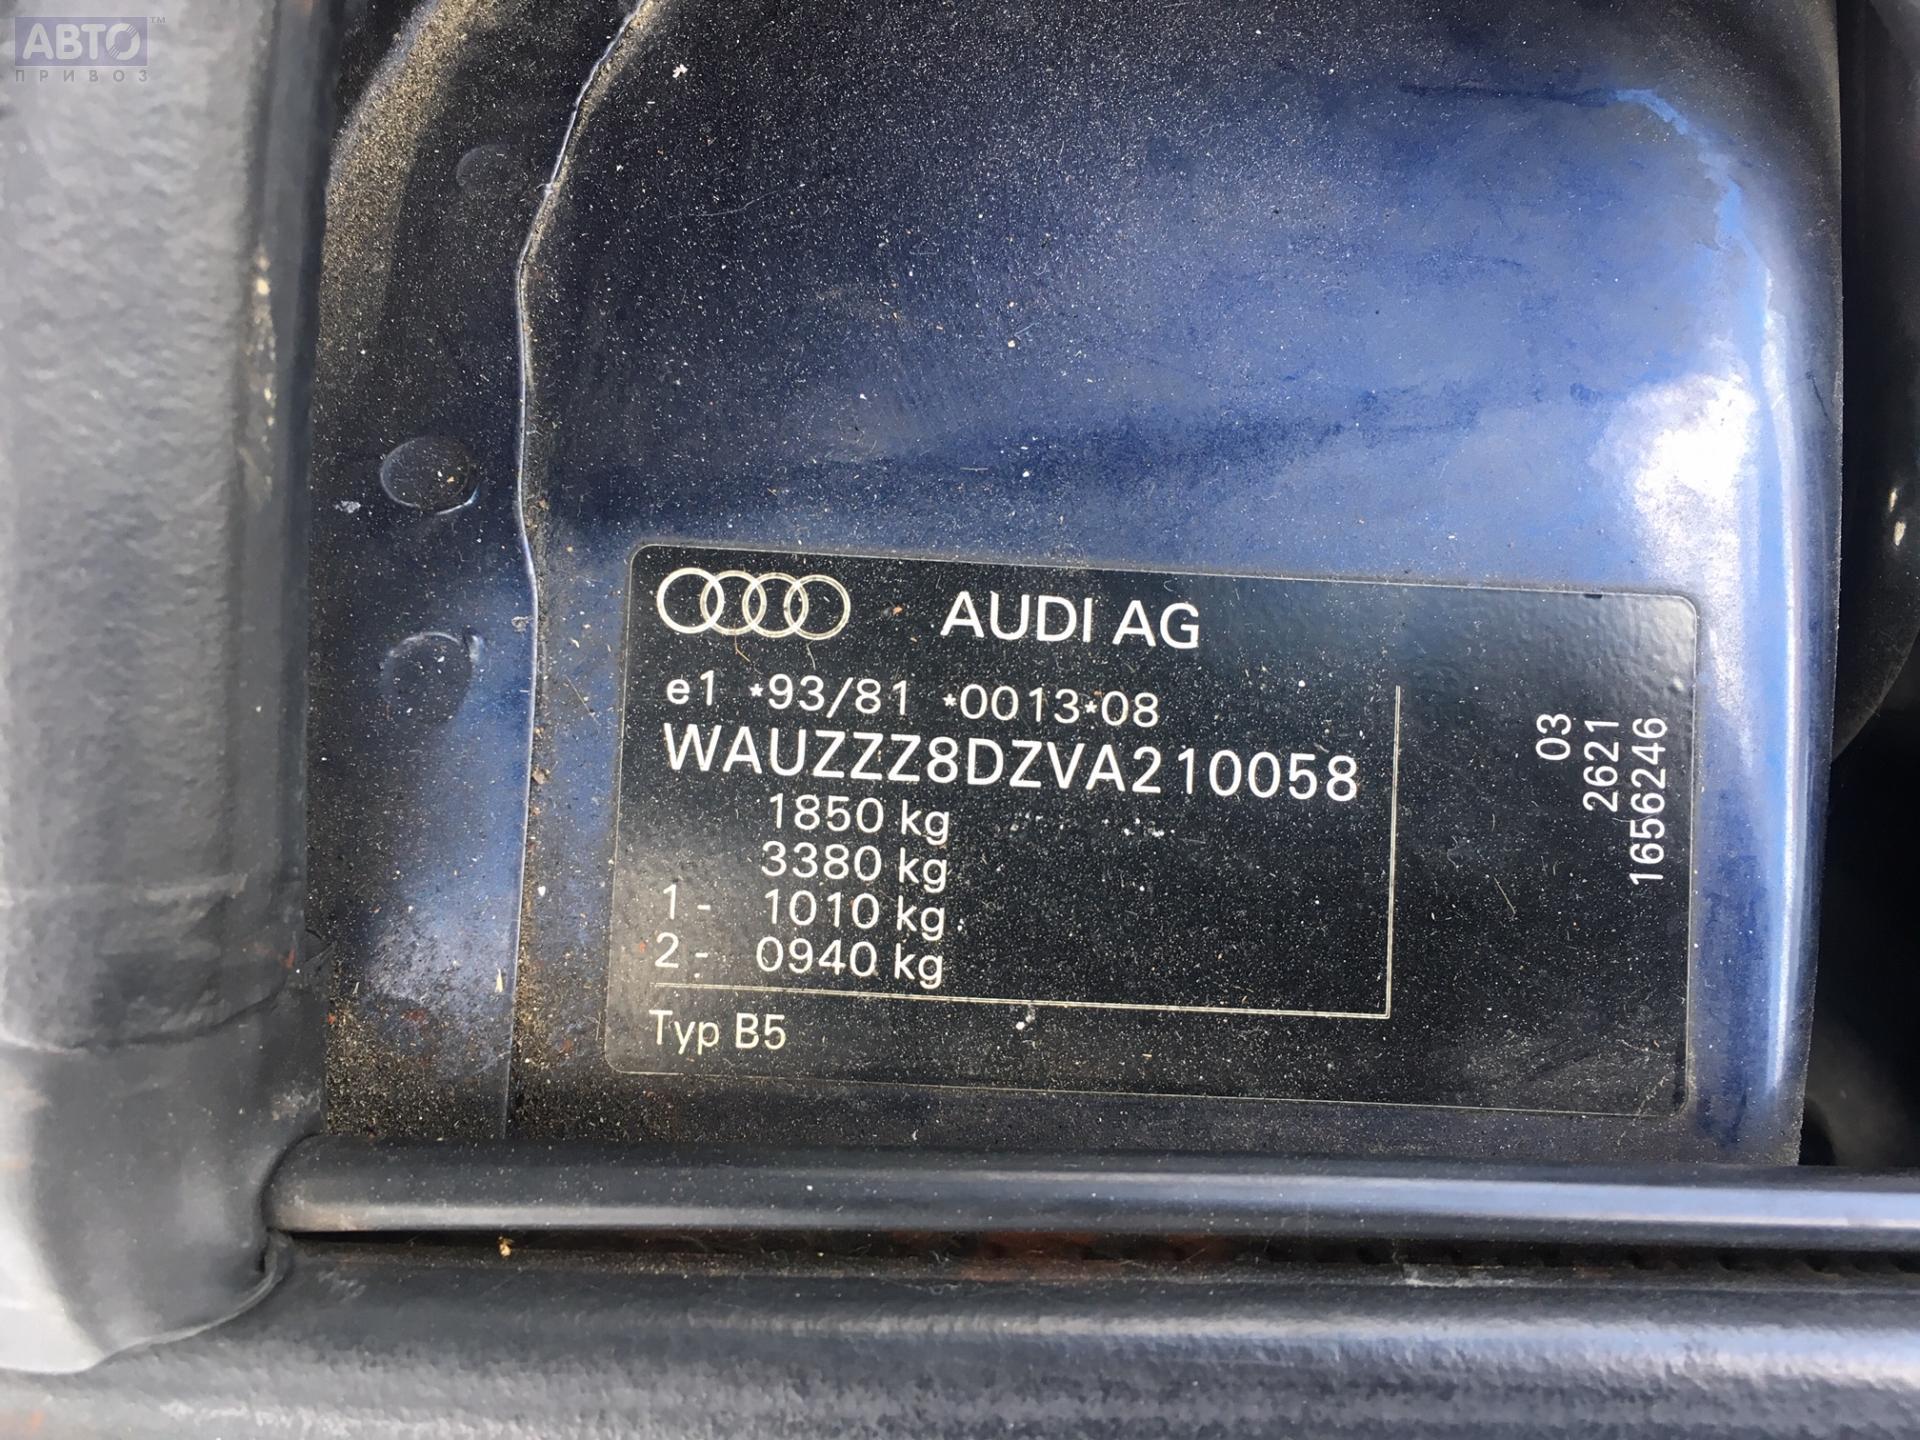 АВТО™
ПРИВОЗ
AUDI AG
e1 *93/81 *0013*08
WAUZZZ8DZVA210058
1850 kg
3380 kg
1- 1010 kg
2- 0940 kg
Typ B5
03
2621
1656246